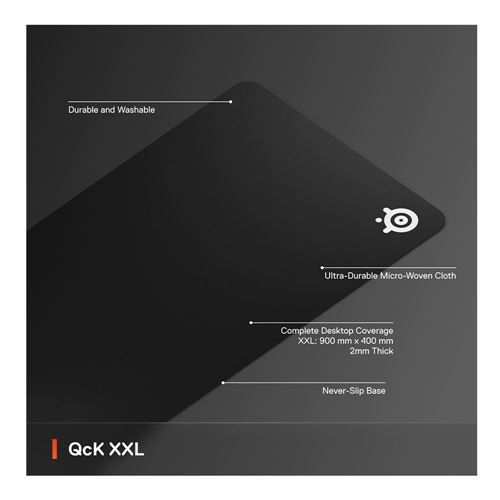 Durable and Washable
Ultra-Durable Micro-Woven Cloth
Complete Desktop Coverage
XXL: 900 mm x 400 mm
2mm Thick
Never-Slip Base
QcK XXL